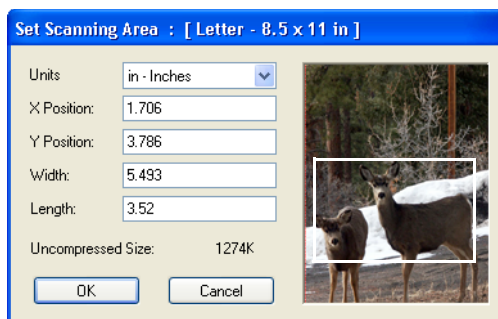 Set Scanning Area : [ Letter - 8.5 x 11 in ]
Units in - Inches
X Position: 1.706
Y Position: 3.786
Width: 5.493
Length: 3.52
Uncompressed Size: 1274K
OK Cancel